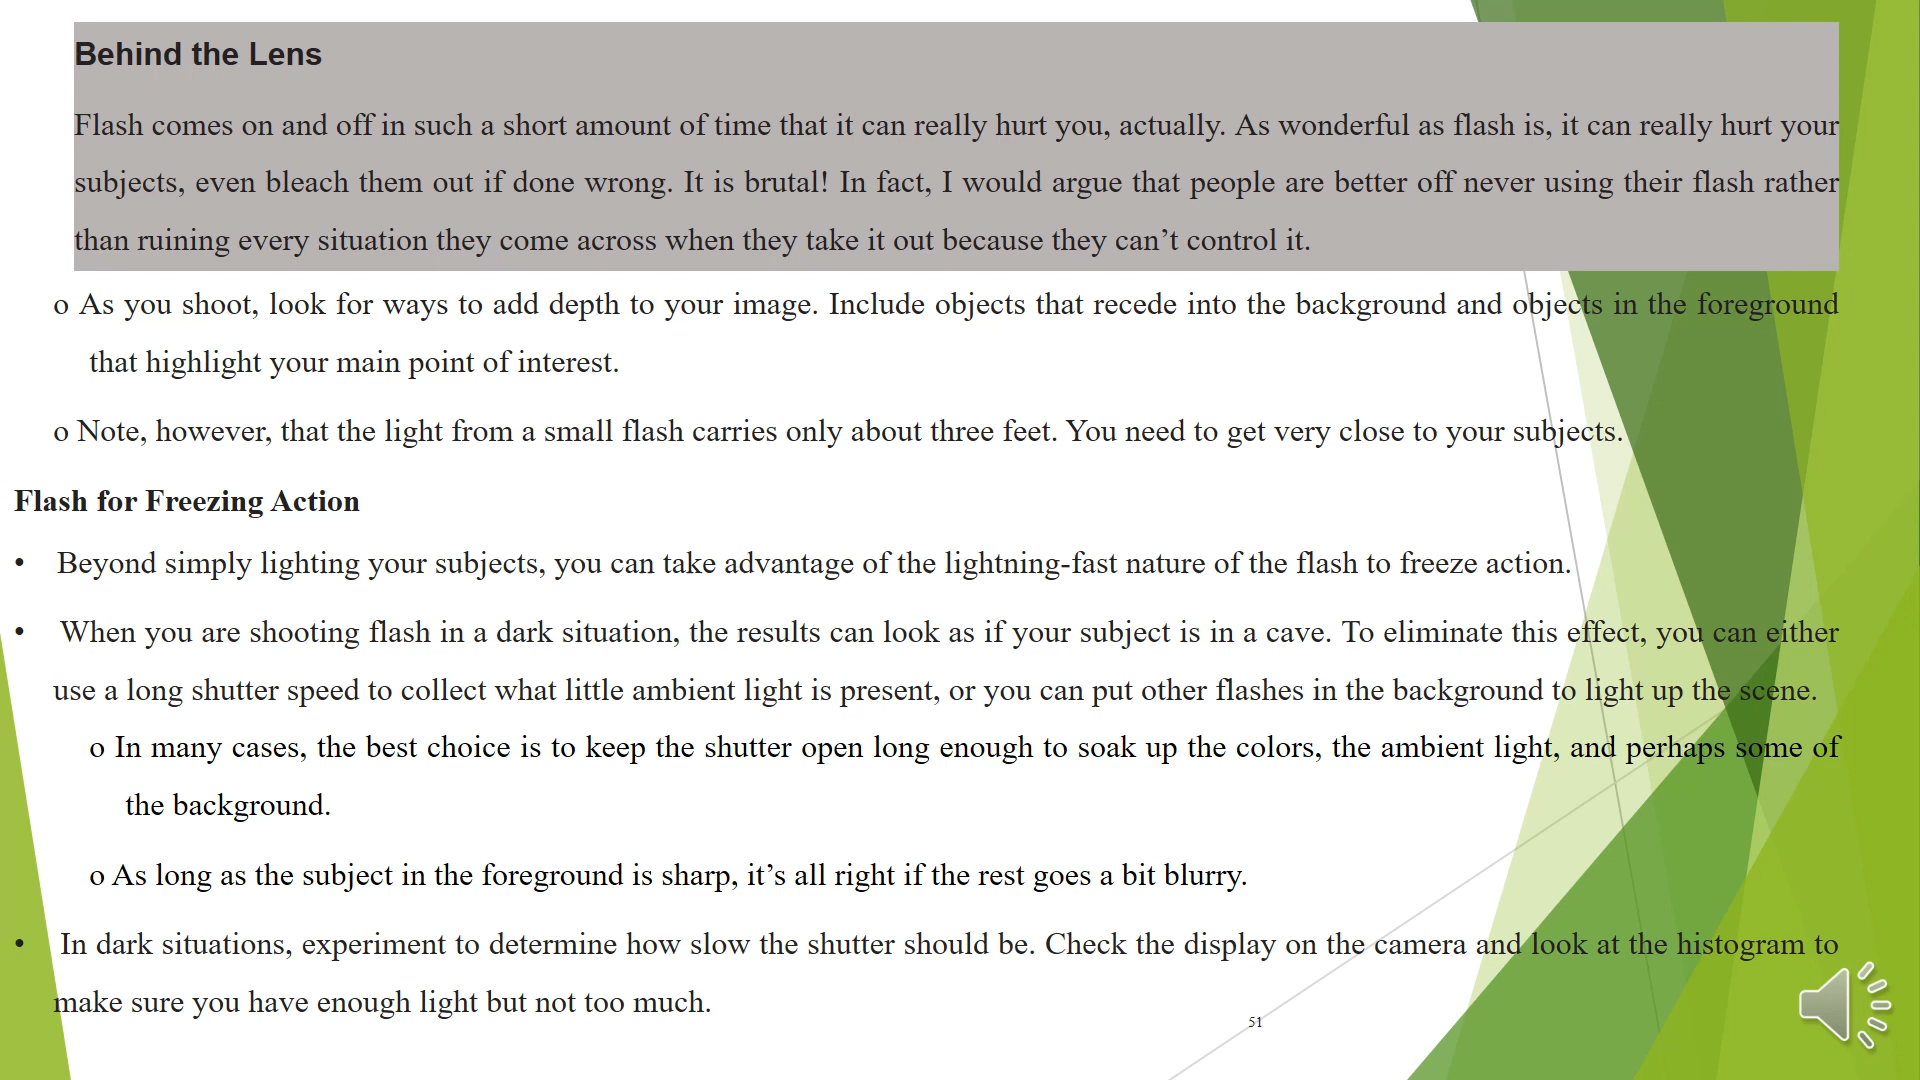 Behind the Lens
Flash comes on and off in such a short amount of time that it can really hurt you, actually. As wonderful as flash is, it can really hurt your
subjects, even bleach them out if done wrong. It is brutal! In fact, I would argue that people are better off never using their flash rather
than ruining every situation they come across when they take it out because they can’t control it.
o As you shoot, look for ways to add depth to your image. Include objects that recede into the background and objects in the foreground
that highlight your main point of interest.
o Note, however, that the light from a small flash carries only about three feet. You need to get very close to your subjects.
Flash for Freezing Action
• Beyond simply lighting your subjects, you can take advantage of the lightning-fast nature of the flash to freeze action.
• When you are shooting flash in a dark situation, the results can look as if your subject is in a cave. To eliminate this effect, you can either
use a long shutter speed to collect what little ambient light is present, or you can put other flashes in the background to light up the scene.
o In many cases, the best choice is to keep the shutter open long enough to soak up the colors, the ambient light, and perhaps some of
the background.
o As long as the subject in the foreground is sharp, it’s all right if the rest goes a bit blurry.
• In dark situations, experiment to determine how slow the shutter should be. Check the display on the camera and look at the histogram to
make sure you have enough light but not too much.
51